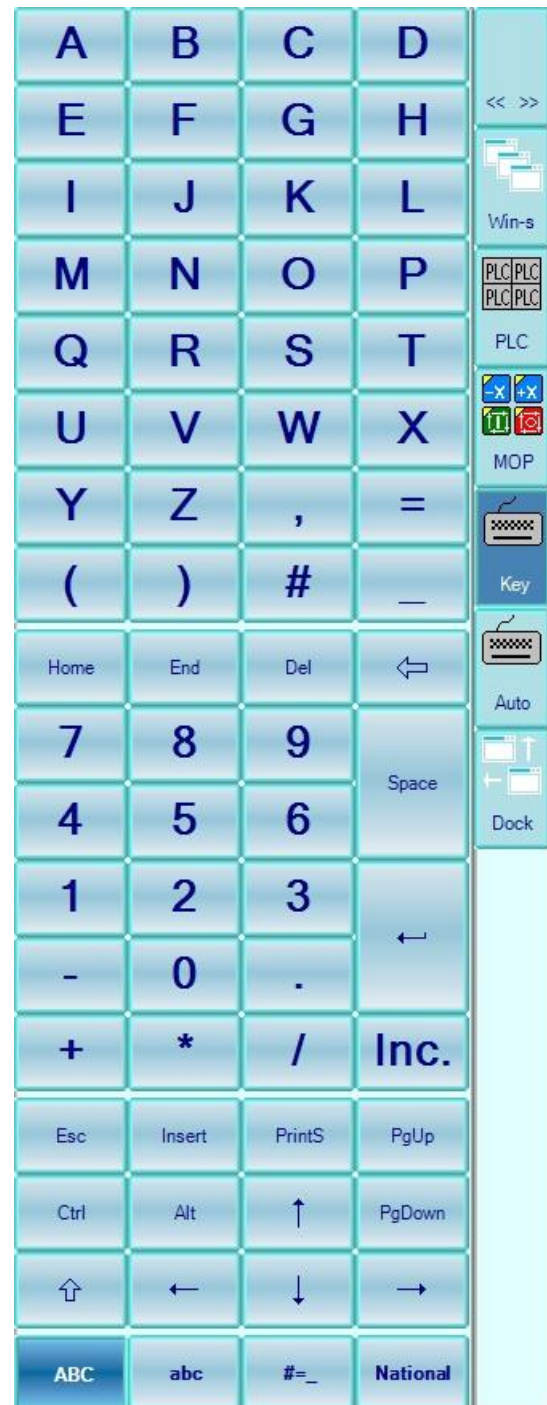 A B C D
E F G H
I J K L
M N O P
Q R S T
U V W X
Y Z , =
( ) # _
Home End Del ⇦
7 8 9 Space
4 5 6
1 2 3 ↵
- 0 .
+ * / Inc.
Esc Insert PrintS PgUp
Ctrl Alt ↑ PgDown
⇧ ← ↓ →
ABC abc #=_ National
<< >>
Win-s
PLC PLC
PLC PLC
PLC
-X +X
MOP
Key
Auto
Dock